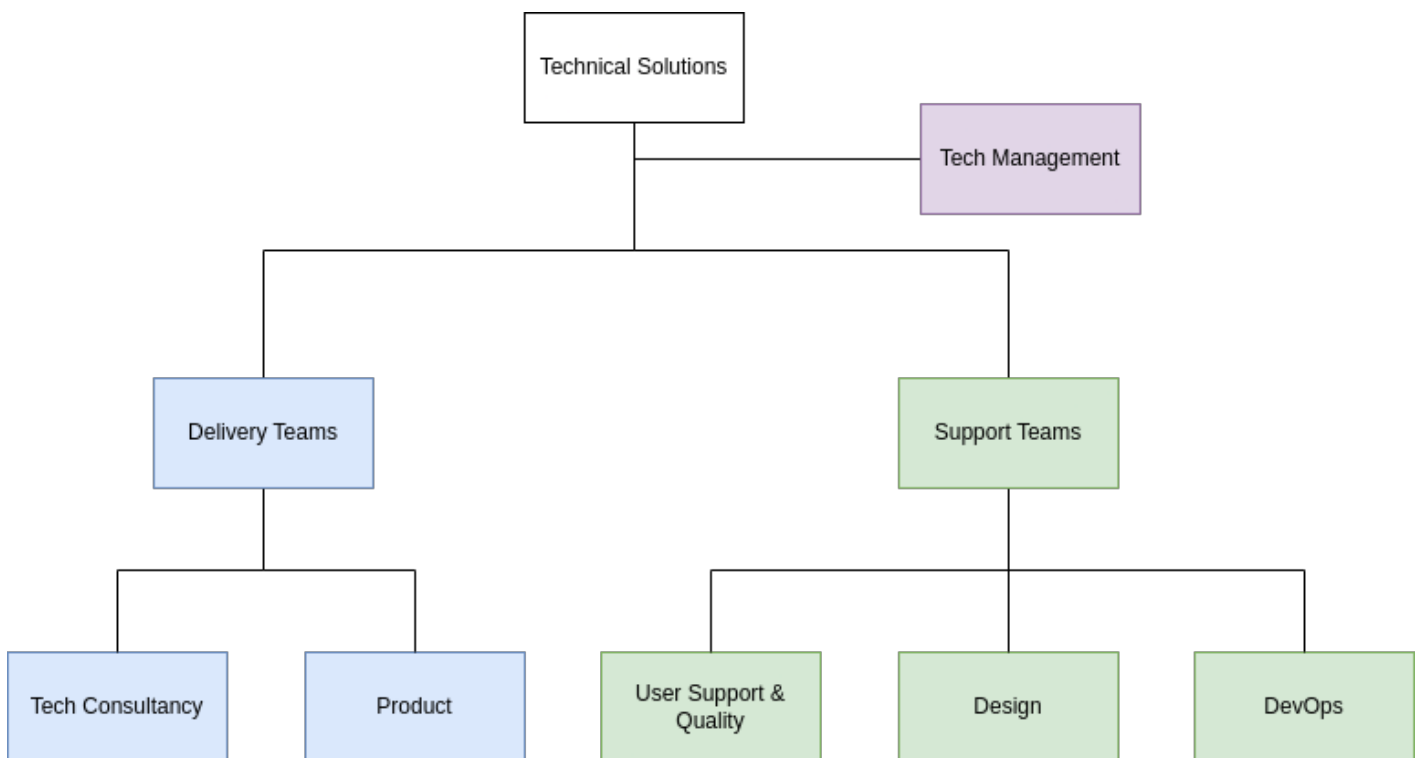 Technical Solutions
Tech Management
Delivery Teams
Support Teams
Tech Consultancy
Product
User Support &
Quality
Design
DevOps